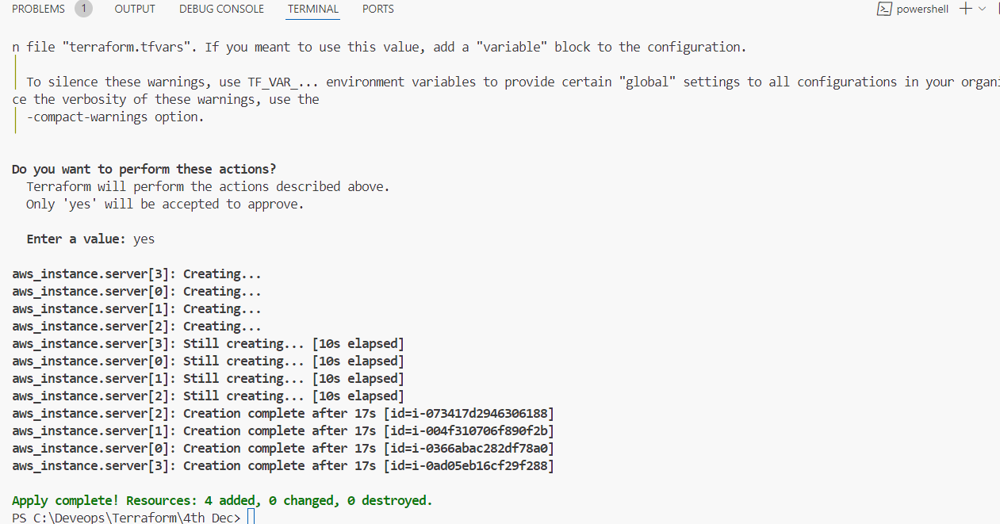 PROBLEMS 1 OUTPUT DEBUG CONSOLE TERMINAL PORTS powershell
n file "terraform.tfvars". If you meant to use this value, add a "variable" block to the configuration.
To silence these warnings, use TF_VAR_... environment variables to provide certain "global" settings to all configurations in your organi
ce the verbosity of these warnings, use the
-compact-warnings option.
Do you want to perform these actions?
Terraform will perform the actions described above.
Only 'yes' will be accepted to approve.
Enter a value: yes
aws_instance.server[3]: Creating...
aws_instance.server[0]: Creating...
aws_instance.server[1]: Creating...
aws_instance.server[2]: Creating...
aws_instance.server[3]: Still creating... [10s elapsed]
aws_instance.server[0]: Still creating... [10s elapsed]
aws_instance.server[1]: Still creating... [10s elapsed]
aws_instance.server[2]: Still creating... [10s elapsed]
aws_instance.server[2]: Creation complete after 17s [id=i-073417d2946306188]
aws_instance.server[1]: Creation complete after 17s [id=i-004f310706f890f2b]
aws_instance.server[0]: Creation complete after 17s [id=i-0366abac282df78a0]
aws_instance.server[3]: Creation complete after 17s [id=i-0ad05eb16cf29f288]
Apply complete! Resources: 4 added, 0 changed, 0 destroyed.
PS C:\Deveops\Terraform\4th Dec>